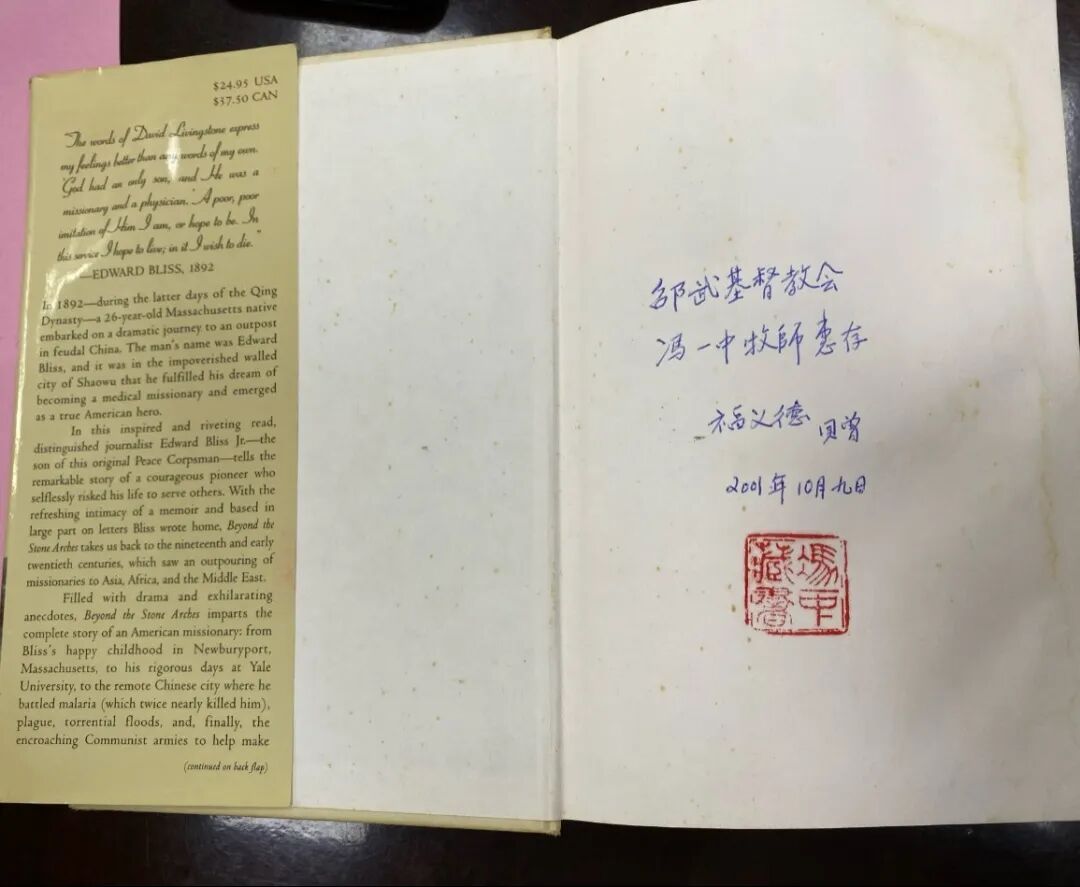 $24.95 USA
$37.50 CAN
The words of David Livingstone express
my feelings better than any words of my own.
'God had an only son, and He was a
missionary and a physician.' A poor, poor
imitation of Him I am, or hope to be. In
this service I hope to live; in it I wish to die."
—EDWARD BLISS, 1892
In 1892—during the latter days of the Qing
Dynasty—a 26-year-old Massachusetts native
embarked on a dramatic journey to an outpost
in feudal China. The man's name was Edward
Bliss, and it was in the impoverished walled
city of Shaowu that he fulfilled his dream of
becoming a medical missionary and emerged
as a true American hero.
In this inspired and riveting read,
distinguished journalist Edward Bliss Jr.—the
son of this original Peace Corpsman—tells the
remarkable story of a courageous pioneer who
selflessly risked his life to serve others. With the
refreshing intimacy of a memoir and based in
large part on letters Bliss wrote home, Beyond the
Stone Arches takes us back to the nineteenth and early
twentieth centuries, which saw an outpouring of
missionaries to Asia, Africa, and the Middle East.
Filled with drama and exhilarating
anecdotes, Beyond the Stone Arches imparts the
complete story of an American missionary: from
Bliss's happy childhood in Newburyport,
Massachusetts, to his rigorous days at Yale
University, to the remote Chinese city where he
battled malaria (which twice nearly killed him),
plague, torrential floods, and, finally, the
encroaching Communist armies to help make
(continued on back flap)
邵武基督教会
冯一中牧師惠存
福义德 贝曾
2001年10月九日
馮
藏書